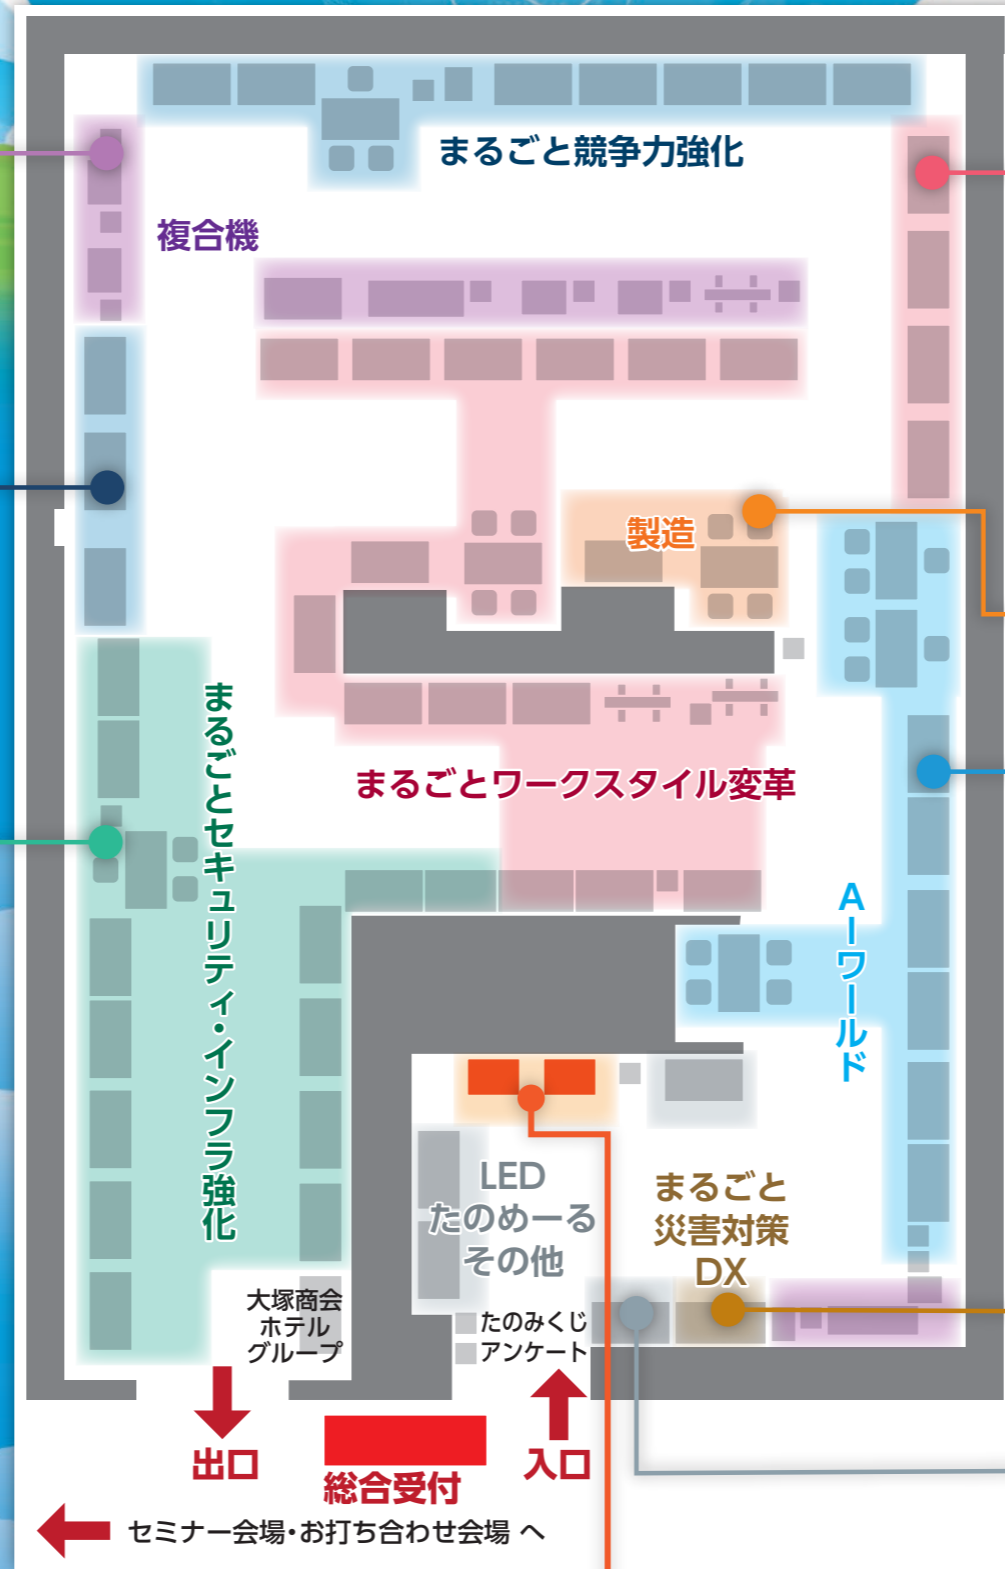 まるごと競争力強化
複合機
製造
まるごとセキュリティ・インフラ強化
まるごとワークスタイル変革
AIワールド
LED
たのめーる
その他
まるごと
災害対策
DX
大塚商会
ホテル
グループ
たのみくじ
アンケート
出口
総合受付
入口
セミナー会場・お打ち合わせ会場 へ